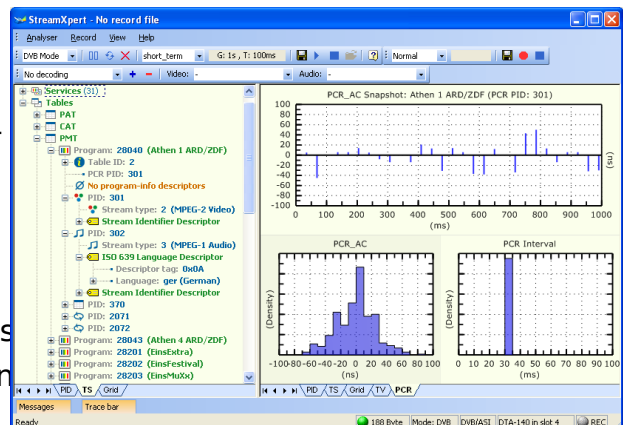 StreamXpert - No record file
Analyser Record View Help
DVB Mode short_term G: 1s, T: 100ms Normal
No decoding Video: - Audio: -
Services (31)
Tables
PAT
CAT
PMT
Program: 28040 (Athen 1 ARD/ZDF)
Table ID: 2
PCR PID: 301
No program-info descriptors
PID: 301
Stream type: 2 (MPEG-2 Video)
Stream Identifier Descriptor
PID: 302
Stream type: 3 (MPEG-1 Audio)
ISO 639 Language Descriptor
Descriptor tag: 0x0A
Language: ger (German)
Stream Identifier Descriptor
PID: 370
PID: 2071
PID: 2072
Program: 28043 (Athen 4 ARD/ZDF)
Program: 28201 (EinsExtra)
Program: 28202 (EinsFestival)
Program: 28203 (EinsMuXx)
PID TS Grid
PCR_AC Snapshot: Athen 1 ARD/ZDF (PCR PID: 301)
100
80
60
40
20
0
-20
-40
-60
-80
-100
(ns)
0 100 200 300 400 500 600 700 800 900 1000
(ms)
PCR_AC
(Density)
-100-80-60-40-20 0 20 40 60 80 100
(ns)
PCR Interval
(Density)
0 20 40 60 80 100
(ms)
PID TS Grid TV PCR
Messages Trace bar
Ready 188 Byte Mode: DVB DVB/ASI DTA-140 in slot 4 REC
s